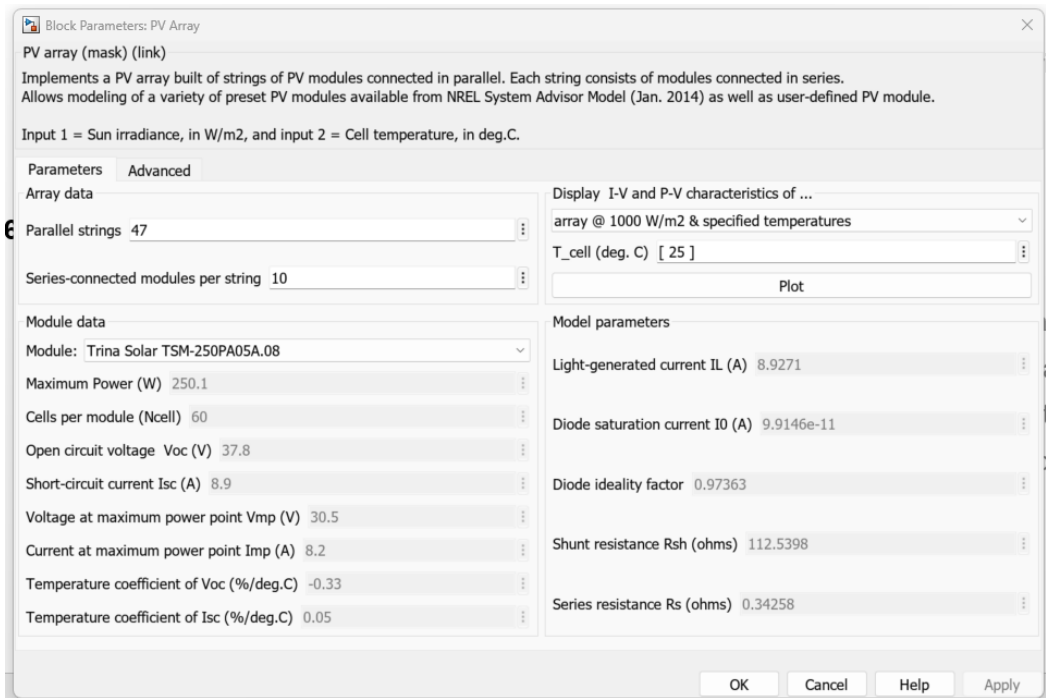 Block Parameters: PV Array
PV array (mask) (link)
Implements a PV array built of strings of PV modules connected in parallel. Each string consists of modules connected in series.
Allows modeling of a variety of preset PV modules available from NREL System Advisor Model (Jan. 2014) as well as user-defined PV module.
Input 1 = Sun irradiance, in W/m2, and input 2 = Cell temperature, in deg.C.
Parameters Advanced
Array data
Parallel strings 47
Series-connected modules per string 10
Display I-V and P-V characteristics of ...
array @ 1000 W/m2 & specified temperatures
T_cell (deg. C) [ 25 ]
Plot
Module data
Module: Trina Solar TSM-250PA05A.08
Maximum Power (W) 250.1
Cells per module (Ncell) 60
Open circuit voltage Voc (V) 37.8
Short-circuit current Isc (A) 8.9
Voltage at maximum power point Vmp (V) 30.5
Current at maximum power point Imp (A) 8.2
Temperature coefficient of Voc (%/deg.C) -0.33
Temperature coefficient of Isc (%/deg.C) 0.05
Model parameters
Light-generated current IL (A) 8.9271
Diode saturation current I0 (A) 9.9146e-11
Diode ideality factor 0.97363
Shunt resistance Rsh (ohms) 112.5398
Series resistance Rs (ohms) 0.34258
OK Cancel Help Apply